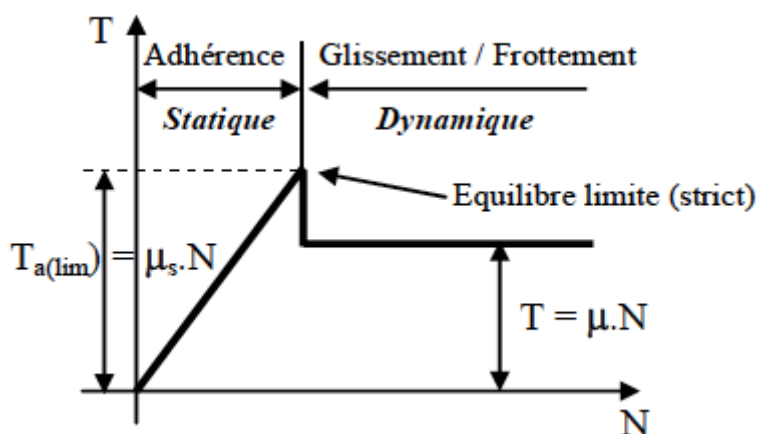 T
Adhérence
Glissement / Frottement
Statique
Dynamique
Equilibre limite (strict)
Ta(lim) = μs.N
T = μ.N
N